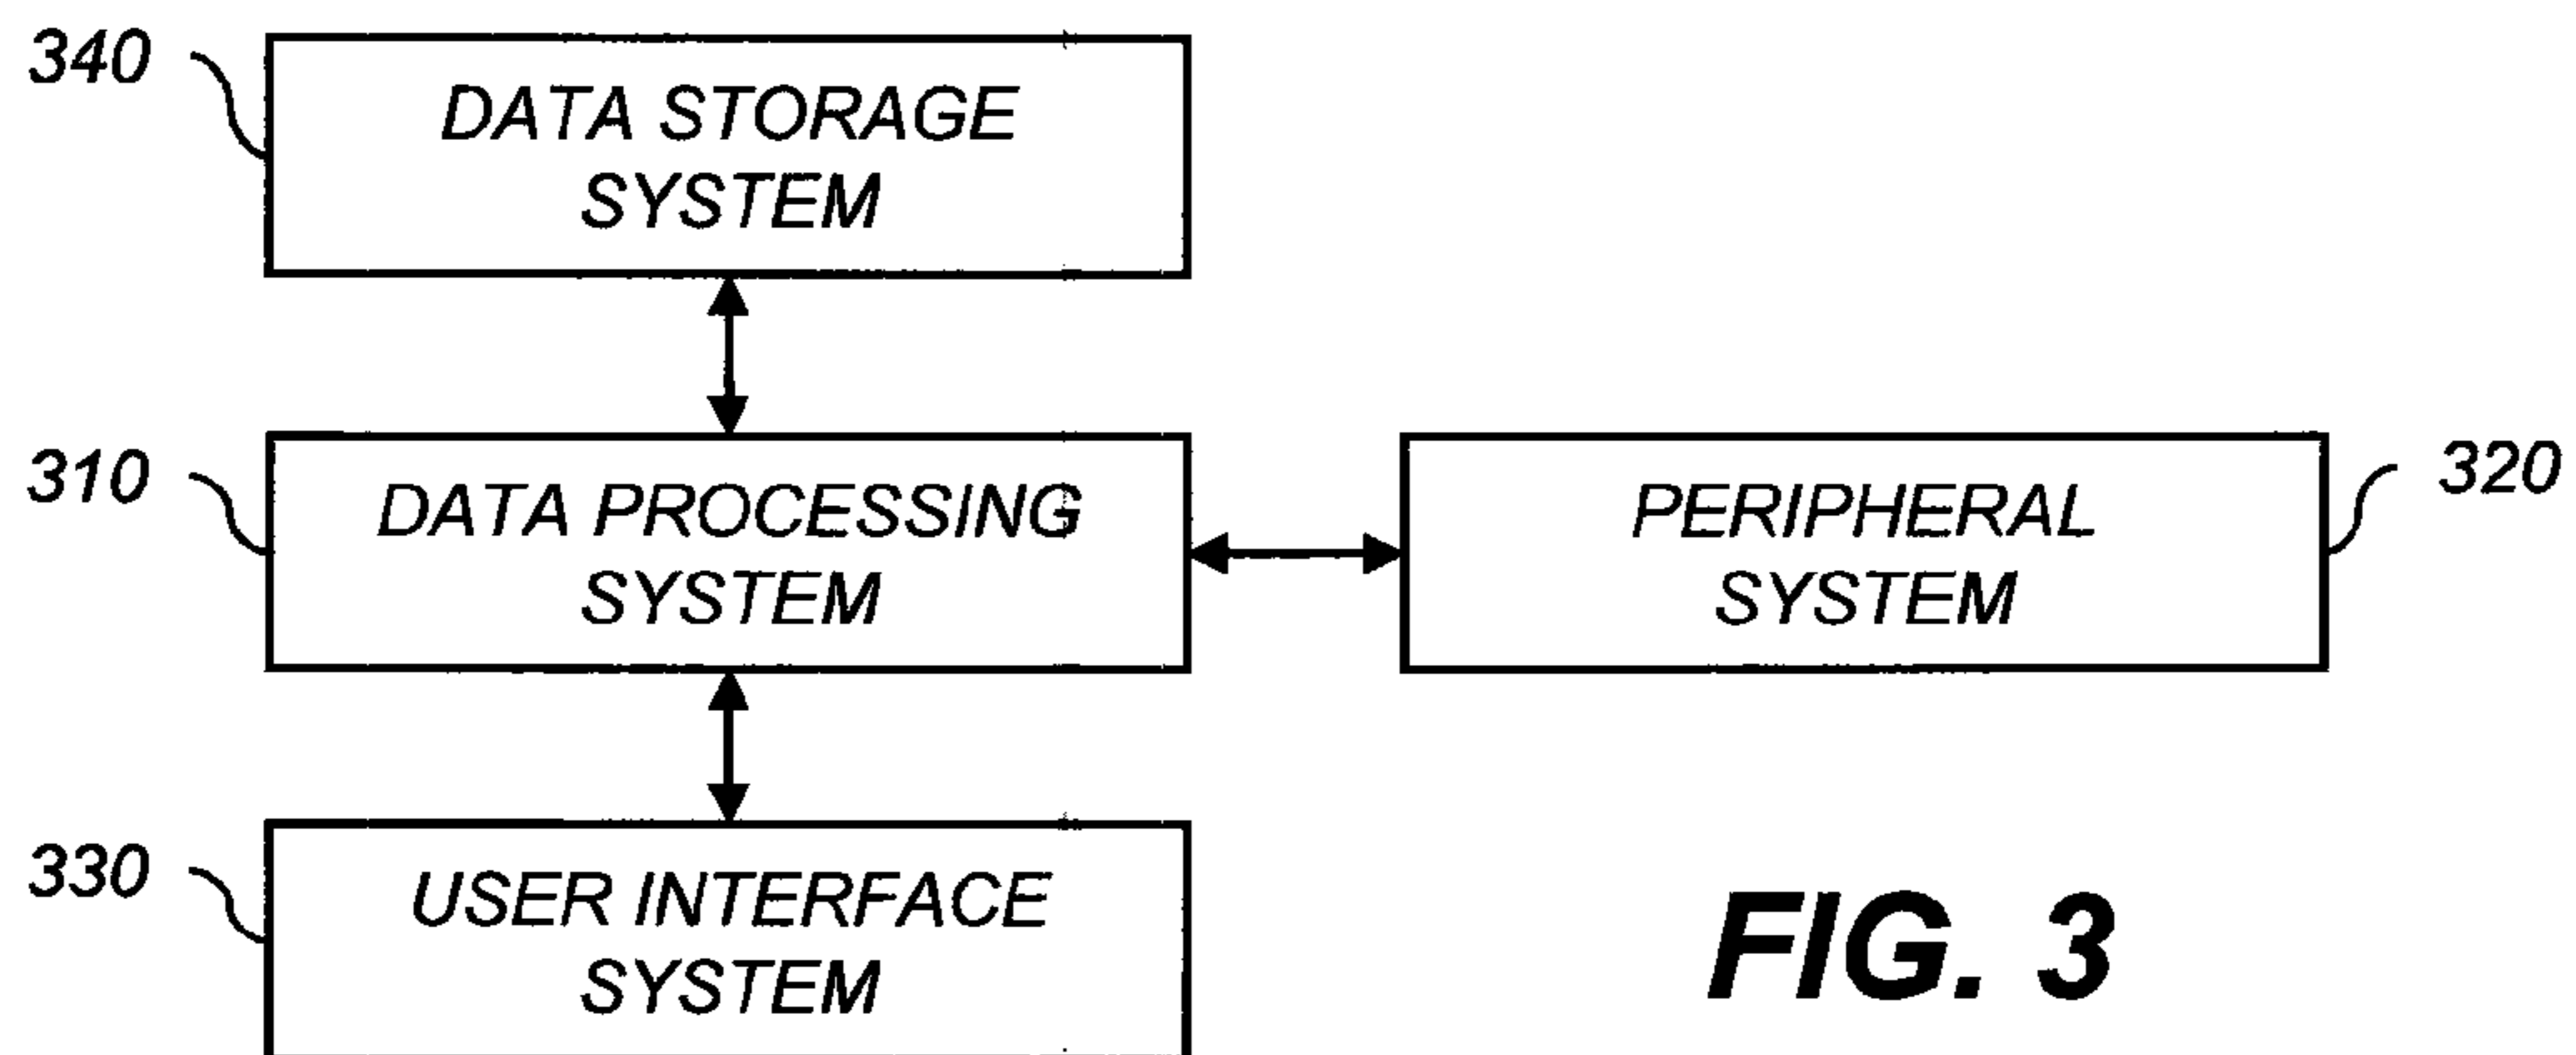 340
DATA STORAGE
SYSTEM
310
DATA PROCESSING
SYSTEM
PERIPHERAL
SYSTEM
320
330
USER INTERFACE
SYSTEM
FIG. 3